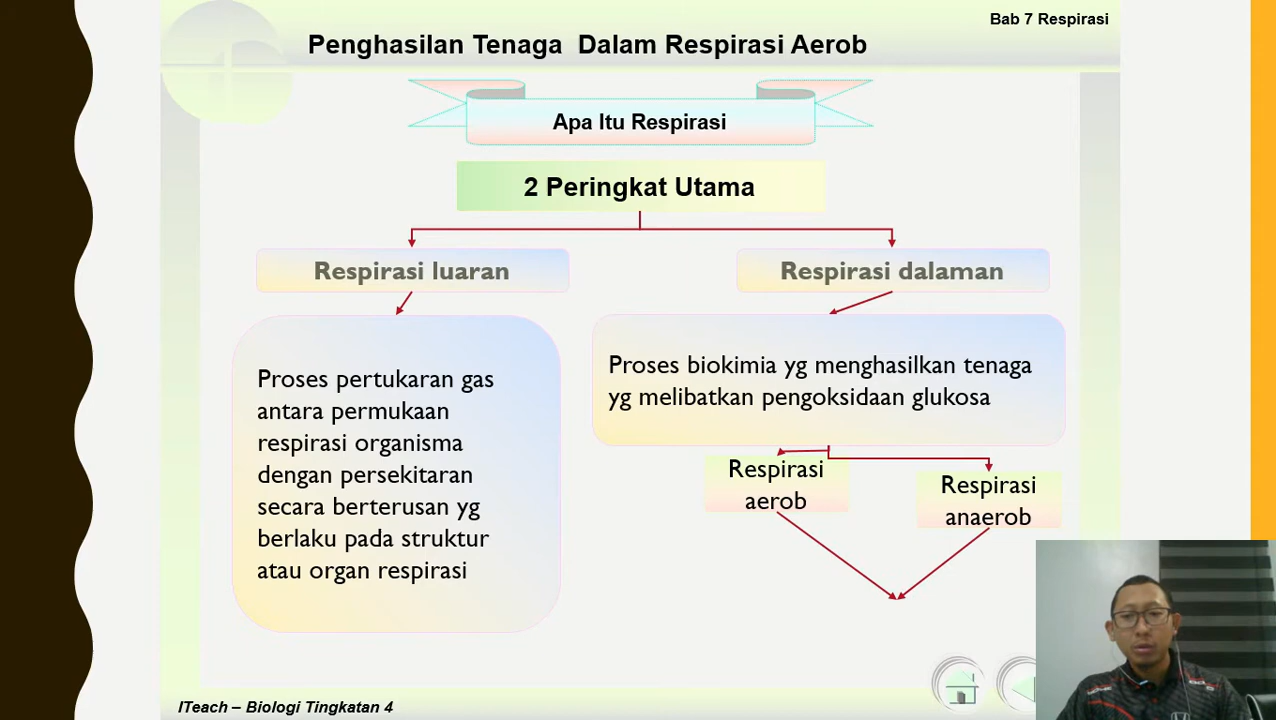 Bab 7 Respirasi
Penghasilan Tenaga Dalam Respirasi Aerob
Apa Itu Respirasi
2 Peringkat Utama
Respirasi luaran
Respirasi dalaman
Proses pertukaran gas
antara permukaan
respirasi organisma
dengan persekitaran
secara berterusan yg
berlaku pada struktur
atau organ respirasi
Proses biokimia yg menghasilkan tenaga
yg melibatkan pengoksidaan glukosa
Respirasi
aerob
Respirasi
anaerob
ITeach – Biologi Tingkatan 4